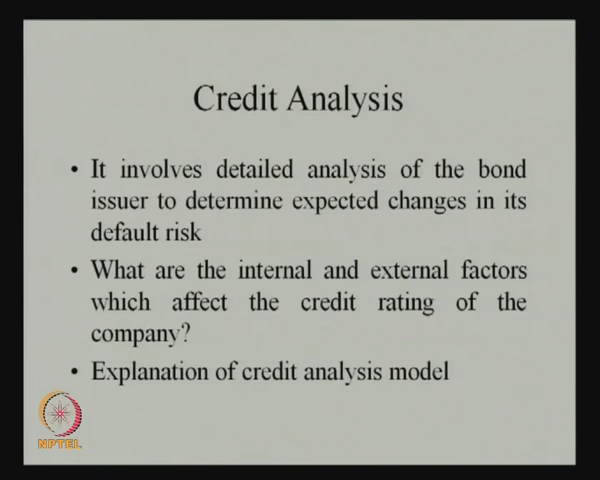 Credit Analysis
• It involves detailed analysis of the bond
issuer to determine expected changes in its
default risk
• What are the internal and external factors
which affect the credit rating of the
company?
• Explanation of credit analysis model
NPTEL